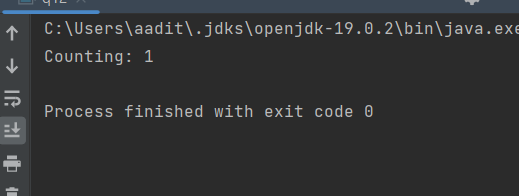 C:\Users\aadit\.jdks\openjdk-19.0.2\bin\java.exe
Counting: 1
Process finished with exit code 0